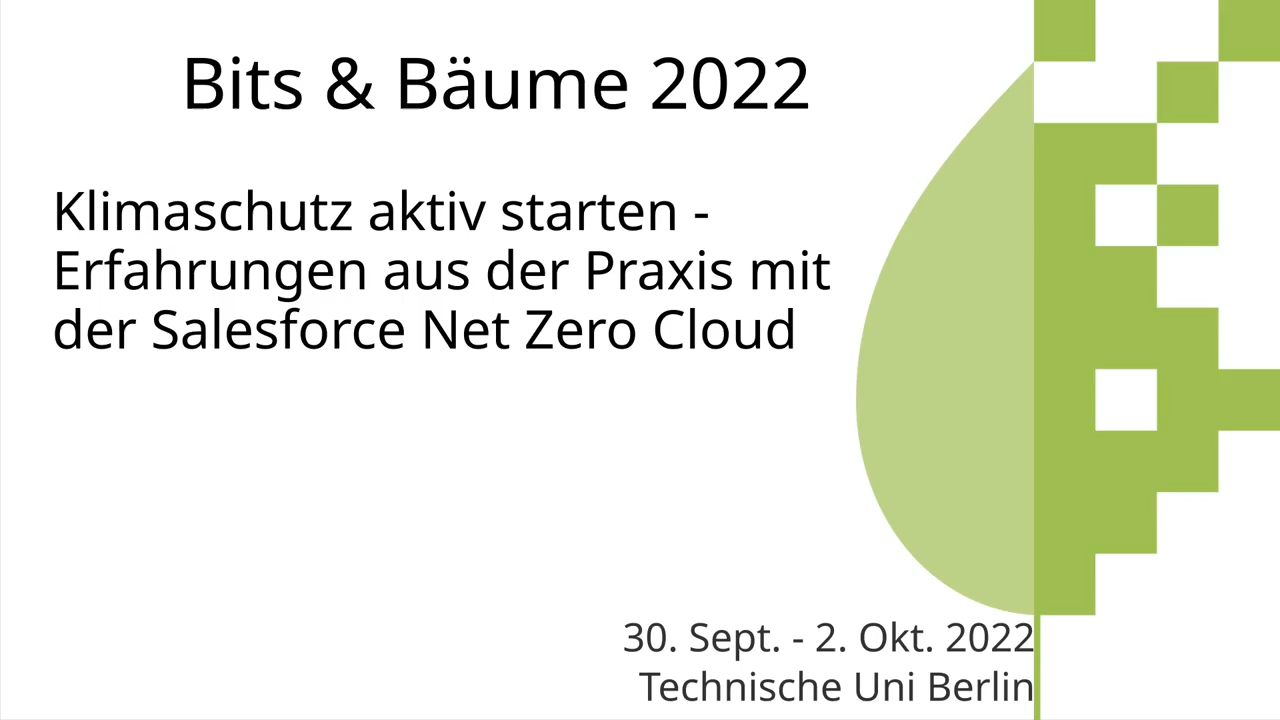 Bits & Bäume 2022
Klimaschutz aktiv starten -
Erfahrungen aus der Praxis mit
der Salesforce Net Zero Cloud
30. Sept. - 2. Okt. 2022
Technische Uni Berlin